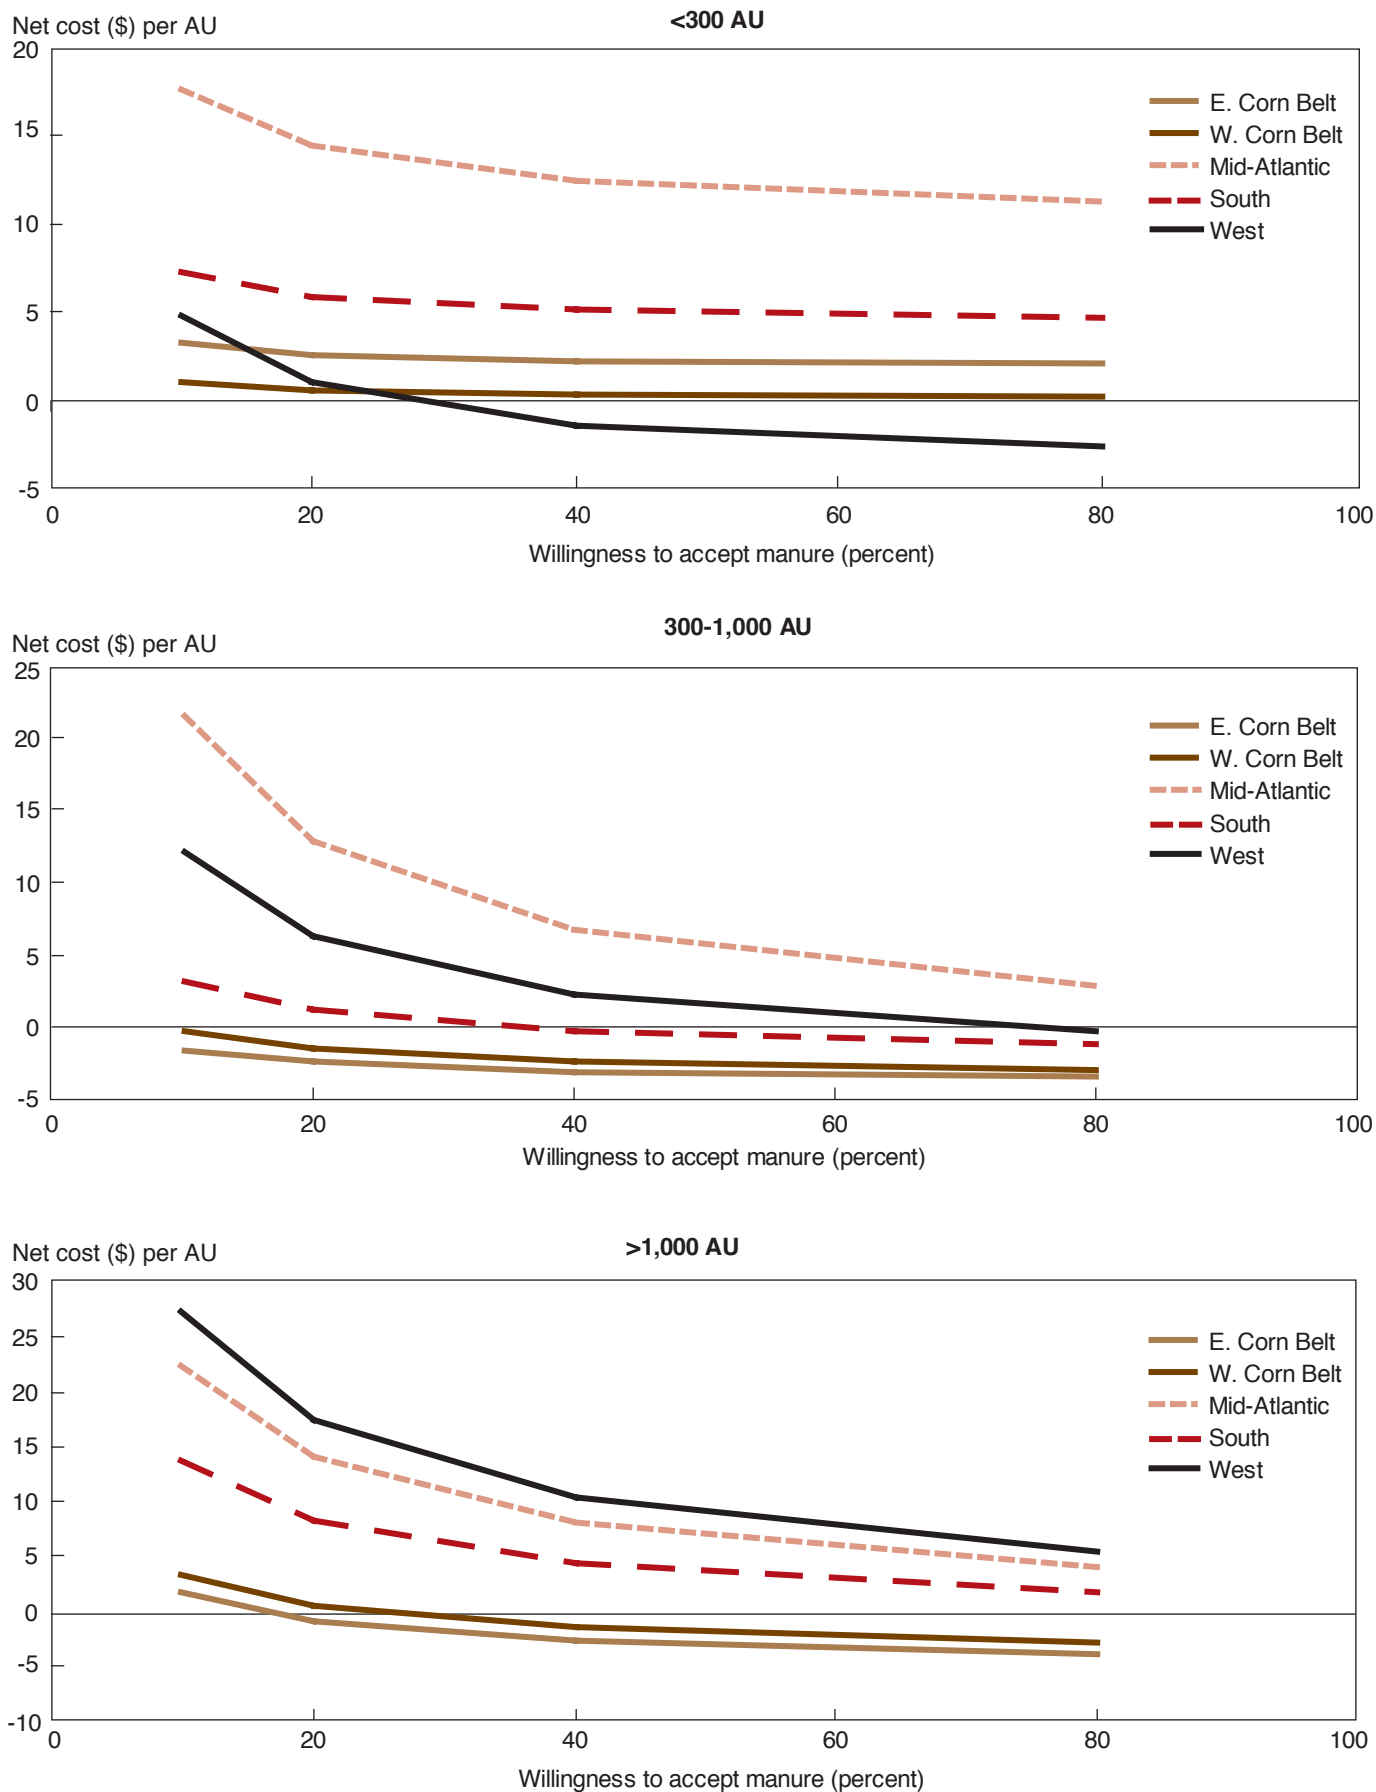 <300 AU
Net cost ($) per AU
20
15
10
5
0
-5
E. Corn Belt
W. Corn Belt
Mid-Atlantic
South
West
0 20 40 60 80 100
Willingness to accept manure (percent)
300-1,000 AU
Net cost ($) per AU
25
20
15
10
5
0
-5
E. Corn Belt
W. Corn Belt
Mid-Atlantic
South
West
0 20 40 60 80 100
Willingness to accept manure (percent)
>1,000 AU
Net cost ($) per AU
30
25
20
15
10
5
0
-5
-10
E. Corn Belt
W. Corn Belt
Mid-Atlantic
South
West
0 20 40 60 80 100
Willingness to accept manure (percent)